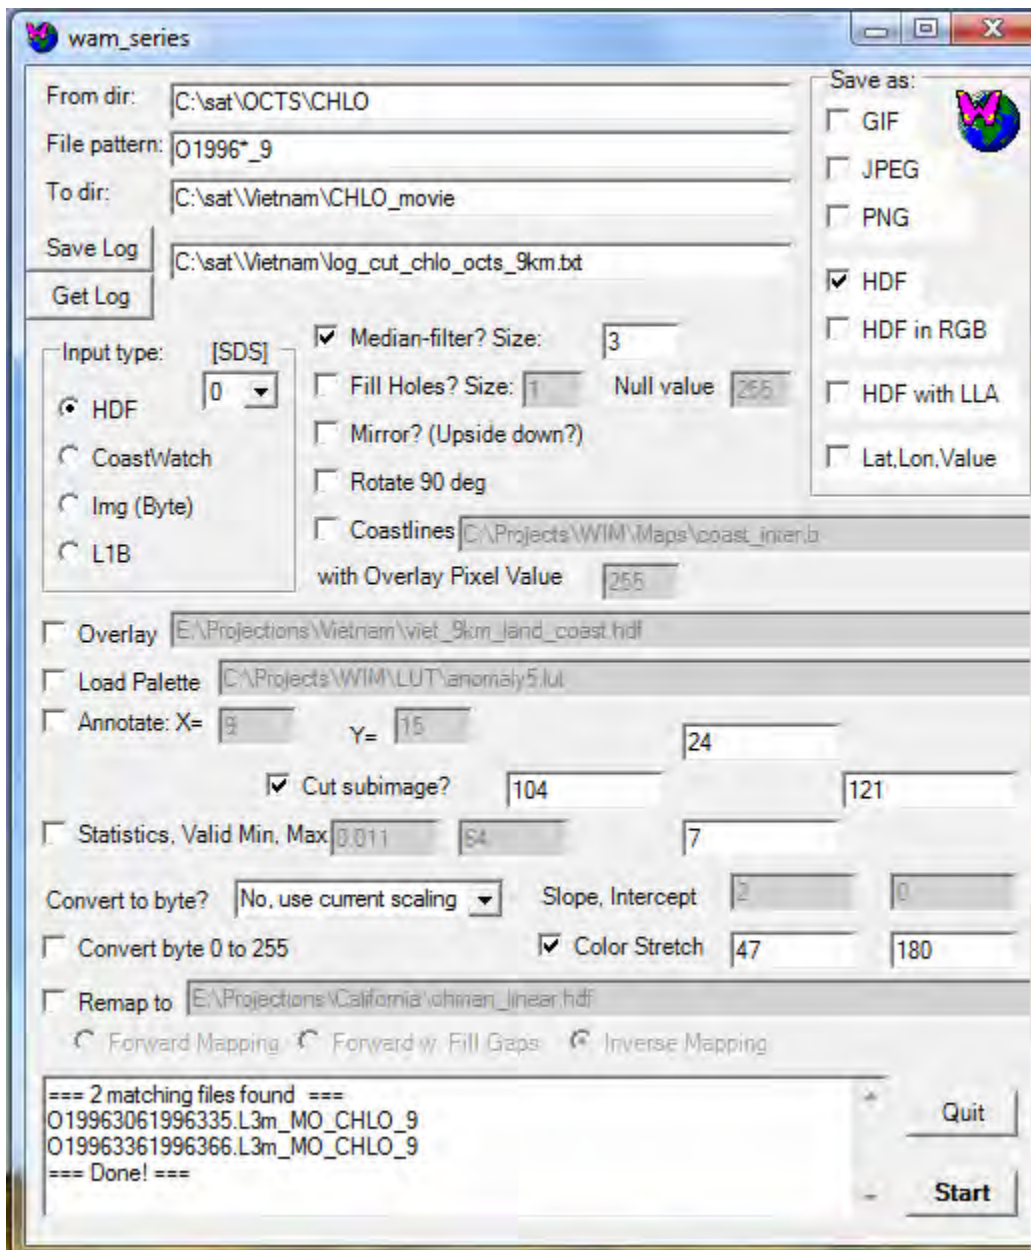 wam_series
From dir: C:\sat\OCTS\CHLO
File pattern: O1996*_9
To dir: C:\sat\Vietnam\CHLO_movie
Save Log C:\sat\Vietnam\log_cut_chlo_octs_9km.txt
Get Log
Save as:
GIF
JPEG
PNG
HDF
HDF in RGB
HDF with LLA
Lat,Lon,Value
Input type: [SDS]
0
HDF
CoastWatch
Img (Byte)
L1B
Median-filter? Size: 3
Fill Holes? Size: 1 Null value 255
Mirror? (Upside down?)
Rotate 90 deg
Coastlines C:\Projects\WIM\Maps\coast_inter.b
with Overlay Pixel Value 255
Overlay E:\Projections\Vietnam\viet_9km_land_coast.hdf
Load Palette C:\Projects\WIM\LUT\anomaly5.lut
Annotate: X= 9 Y= 15
24
Cut subimage? 104 121
Statistics, Valid Min, Max 0.011 64 7
Convert to byte? No, use current scaling Slope, Intercept 2 0
Convert byte 0 to 255 Color Stretch 47 180
Remap to E:\Projections\California\ohman_linear.hdf
Forward Mapping Forward w. Fill Gaps Inverse Mapping
=== 2 matching files found ===
O19963061996335.L3m_MO_CHLO_9
O19963361996366.L3m_MO_CHLO_9
=== Done! ===
Quit
Start